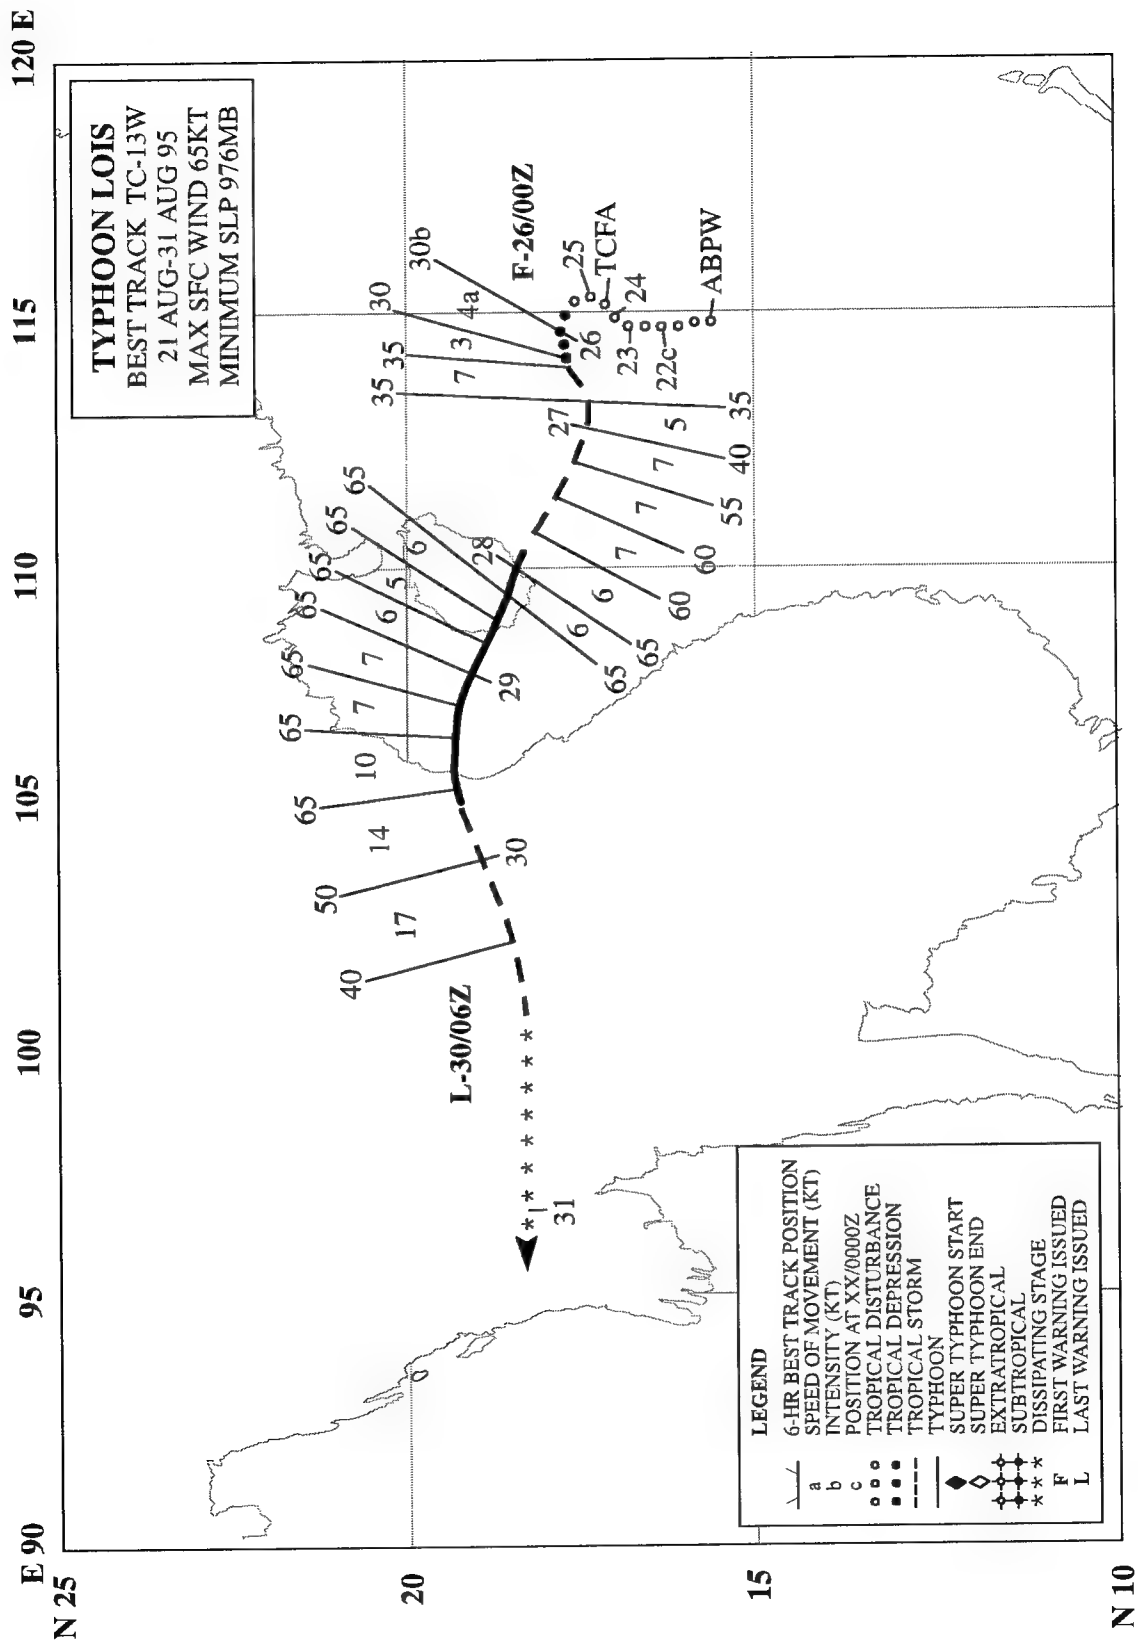 TYPHOON LOIS
BEST TRACK TC-13W
21 AUG-31 AUG 95
MAX SFC WIND 65KT
MINIMUM SLP 976MB
E 90
95
100
105
110
115
120 E
N 25
20
15
N 10
40
50
65
65
65
65
65
65
65
17
14
10
7
7
6
5
6
L-30/06Z
31
30
29
28
65
65
60
60
55
40
35
6
6
7
7
7
5
27
35
35
30
30b
7
3
4a
F-26/00Z
26
25
TCFA
24
23
22c
ABPW
LEGEND
6-HR BEST TRACK POSITION
a SPEED OF MOVEMENT (KT)
b INTENSITY (KT)
c POSITION AT XX/0000Z
TROPICAL DISTURBANCE
TROPICAL DEPRESSION
TROPICAL STORM
TYPHOON
SUPER TYPHOON START
SUPER TYPHOON END
EXTRATROPICAL
SUBTROPICAL
* * * DISSIPATING STAGE
F FIRST WARNING ISSUED
L LAST WARNING ISSUED